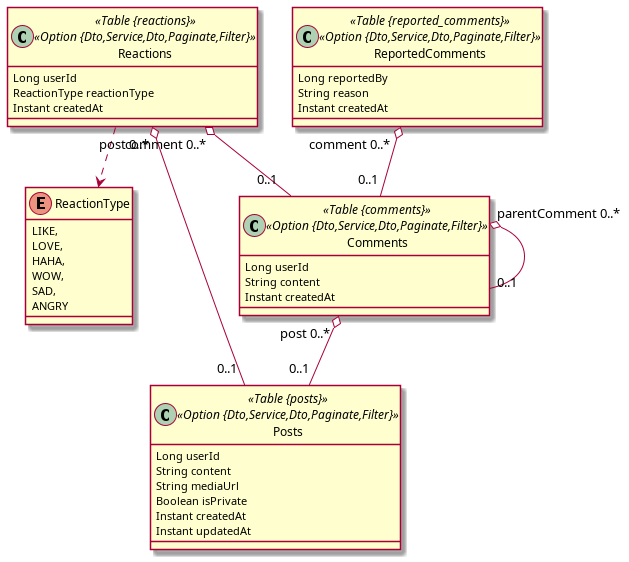 «Table {reactions}»
«Option {Dto,Service,Dto,Paginate,Filter}»
C
Reactions
Long userId
ReactionType reactionType
Instant createdAt
«Table {reported_comments}»
«Option {Dto,Service,Dto,Paginate,Filter}»
C
ReportedComments
Long reportedBy
String reason
Instant createdAt
post 0..*
comment 0..*
comment 0..*
0..1
0..1
E
ReactionType
LIKE,
LOVE,
HAHA,
WOW,
SAD,
ANGRY
«Table {comments}»
«Option {Dto,Service,Dto,Paginate,Filter}»
C
Comments
Long userId
String content
Instant createdAt
parentComment 0..*
0..1
post 0..*
0..1
0..1
«Table {posts}»
«Option {Dto,Service,Dto,Paginate,Filter}»
C
Posts
Long userId
String content
String mediaUrl
Boolean isPrivate
Instant createdAt
Instant updatedAt